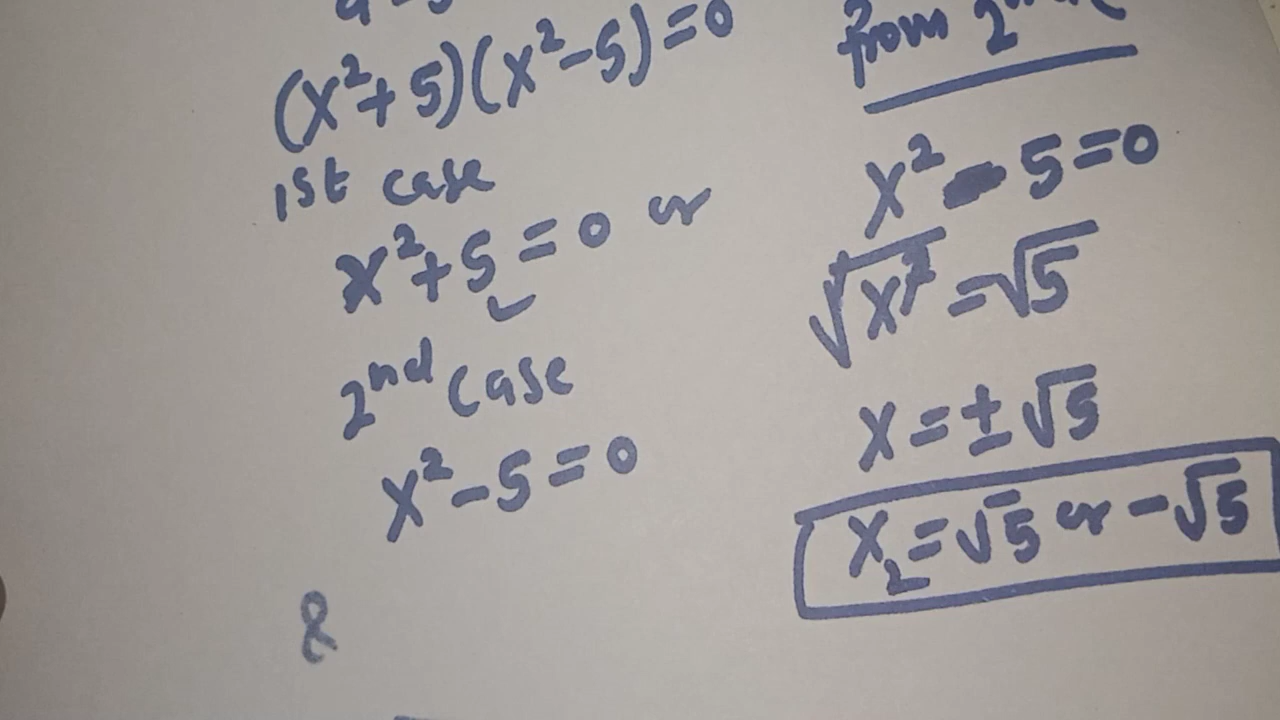 (x²+5)(x²-5)=0
1st case
x²+5=0 or
2nd case
x²-5=0
&
from 2nd
x²-5=0
√x²=√5
x=±√5
x₂=√5 or -√5